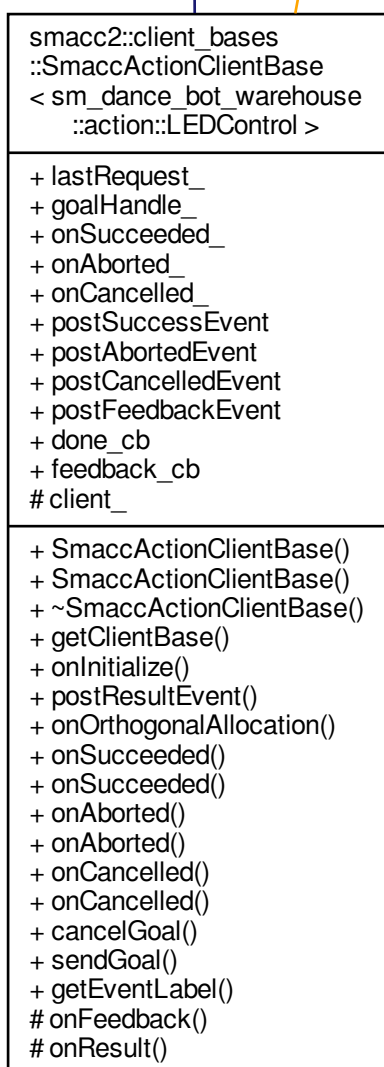 smacc2::client_bases
::SmaccActionClientBase
< sm_dance_bot_warehouse
::action::LEDControl >
+ lastRequest_
+ goalHandle_
+ onSucceeded_
+ onAborted_
+ onCancelled_
+ postSuccessEvent
+ postAbortedEvent
+ postCancelledEvent
+ postFeedbackEvent
+ done_cb
+ feedback_cb
# client_
+ SmaccActionClientBase()
+ SmaccActionClientBase()
+ ~SmaccActionClientBase()
+ getClientBase()
+ onInitialize()
+ postResultEvent()
+ onOrthogonalAllocation()
+ onSucceeded()
+ onSucceeded()
+ onAborted()
+ onAborted()
+ onCancelled()
+ onCancelled()
+ cancelGoal()
+ sendGoal()
+ getEventLabel()
# onFeedback()
# onResult()